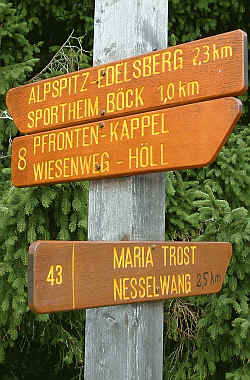 ALPSPITZ-EDELSBERG 2,3 km
SPORTHEIM BÖCK 1,0 km
8 PFRONTEN-KAPPEL
WIESENWEG - HÖLL
43 MARIA TROST
NESSELWANG 2,5 km